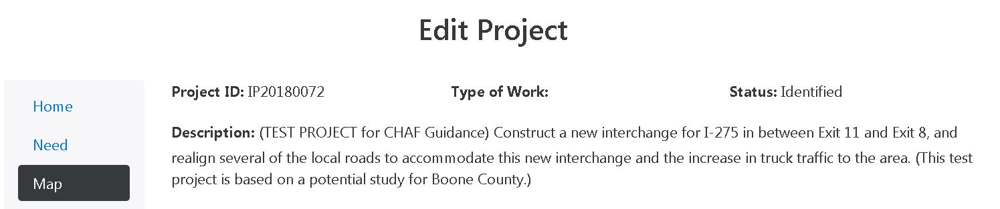 Edit Project
Home
Need
Map
Project ID: IP20180072 Type of Work: Status: Identified
Description: (TEST PROJECT for CHAF Guidance) Construct a new interchange for I-275 in between Exit 11 and Exit 8, and
realign several of the local roads to accommodate this new interchange and the increase in truck traffic to the area. (This test
project is based on a potential study for Boone County.)